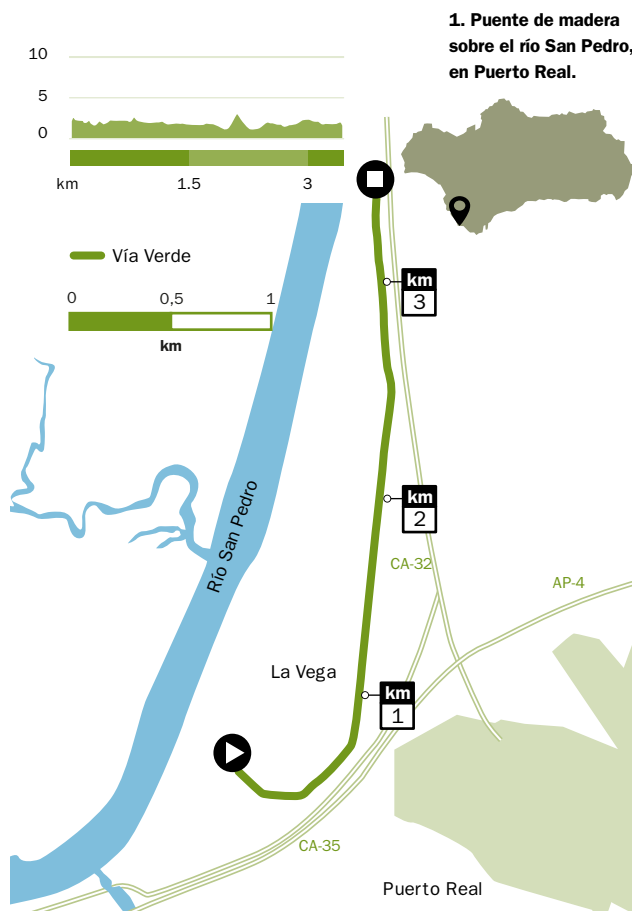 1. Puente de madera
sobre el río San Pedro,
en Puerto Real.
10
5
0
km 1.5 3
Vía Verde
0 0,5 1
km
km
3
km
2
Río San Pedro
CA-32
AP-4
La Vega
km
1
CA-35
Puerto Real